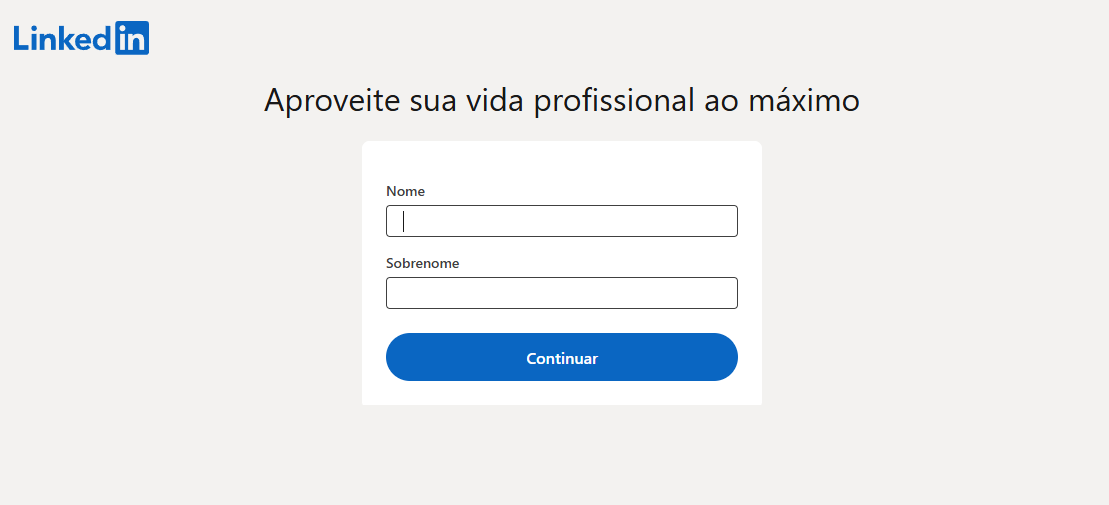 LinkedIn
Aproveite sua vida profissional ao máximo
Nome
Sobrenome
Continuar